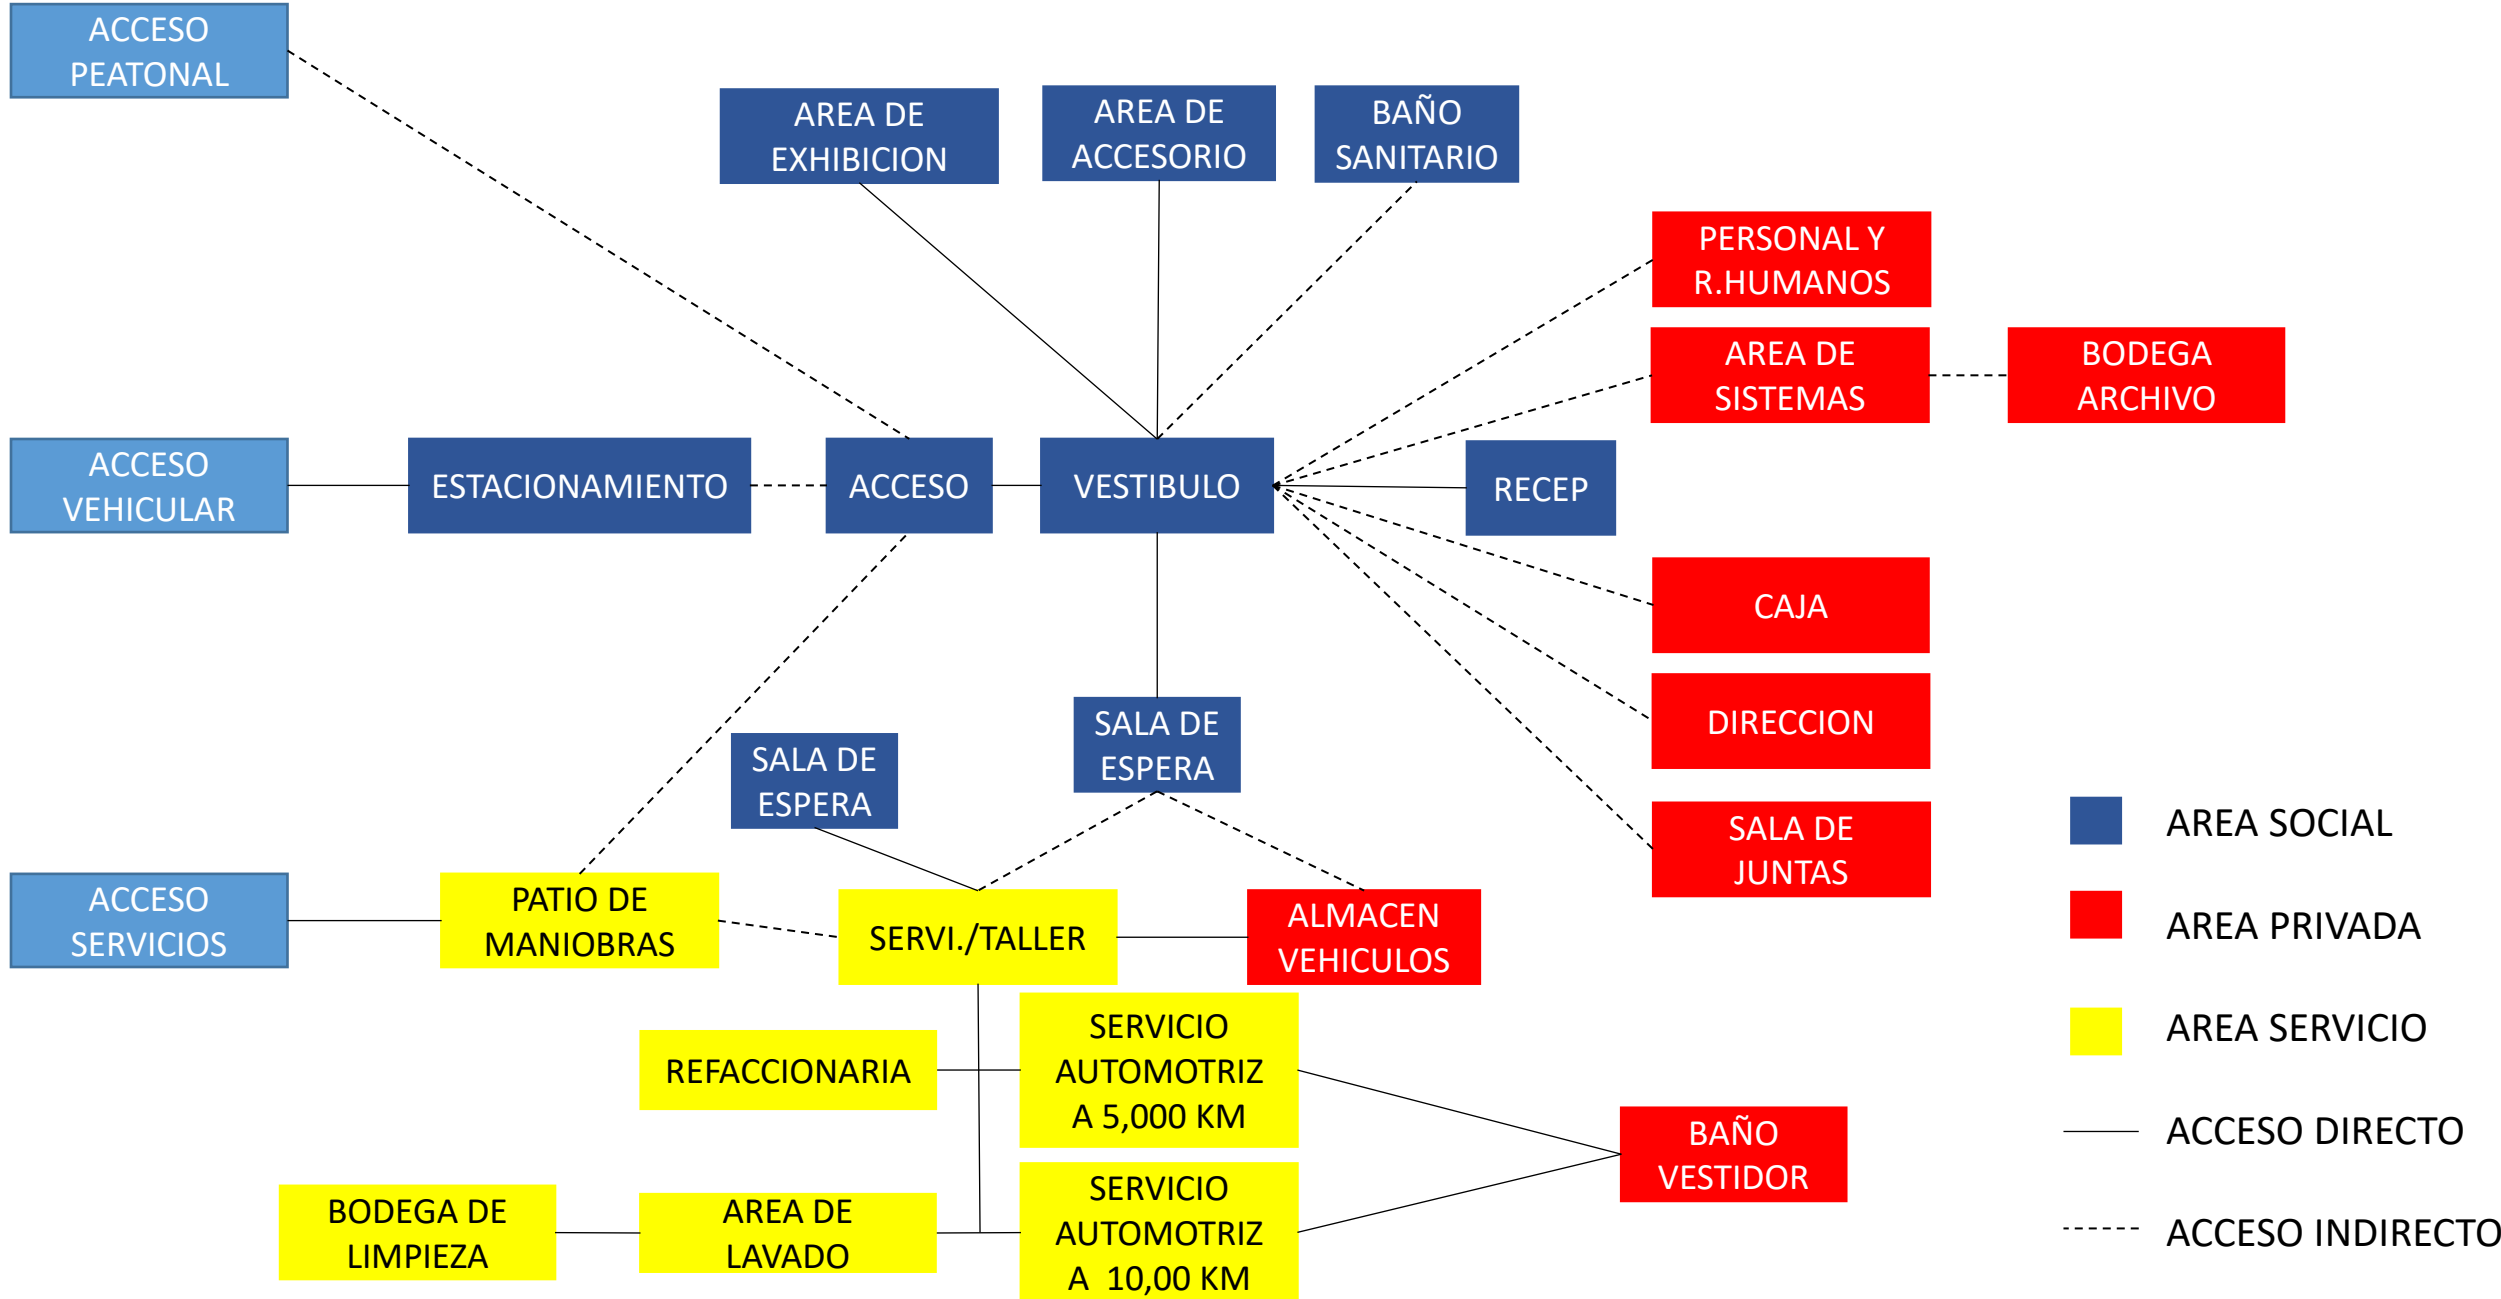 ACCESO
PEATONAL
AREA DE
EXHIBICION
AREA DE
ACCESORIO
BAÑO
SANITARIO
PERSONAL Y
R.HUMANOS
AREA DE
SISTEMAS
BODEGA
ARCHIVO
ACCESO
VEHICULAR
ESTACIONAMIENTO
ACCESO
VESTIBULO
RECEP
CAJA
DIRECCION
SALA DE
ESPERA
SALA DE
ESPERA
SALA DE
JUNTAS
ACCESO
SERVICIOS
PATIO DE
MANIOBRAS
SERVI./TALLER
ALMACEN
VEHICULOS
REFACCIONARIA
SERVICIO
AUTOMOTRIZ
A 5,000 KM
BAÑO
VESTIDOR
BODEGA DE
LIMPIEZA
AREA DE
LAVADO
SERVICIO
AUTOMOTRIZ
A 10,00 KM
AREA SOCIAL
AREA PRIVADA
AREA SERVICIO
ACCESO DIRECTO
ACCESO INDIRECTO